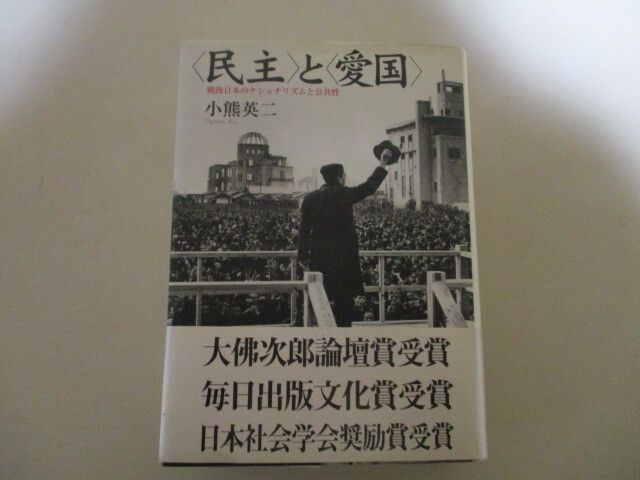 〈民主〉と〈愛国〉
戦後日本のナショナリズムと公共性
小熊英二
Oguma Eiji
大佛次郎論壇賞受賞
毎日出版文化賞受賞
日本社会学会奨励賞受賞